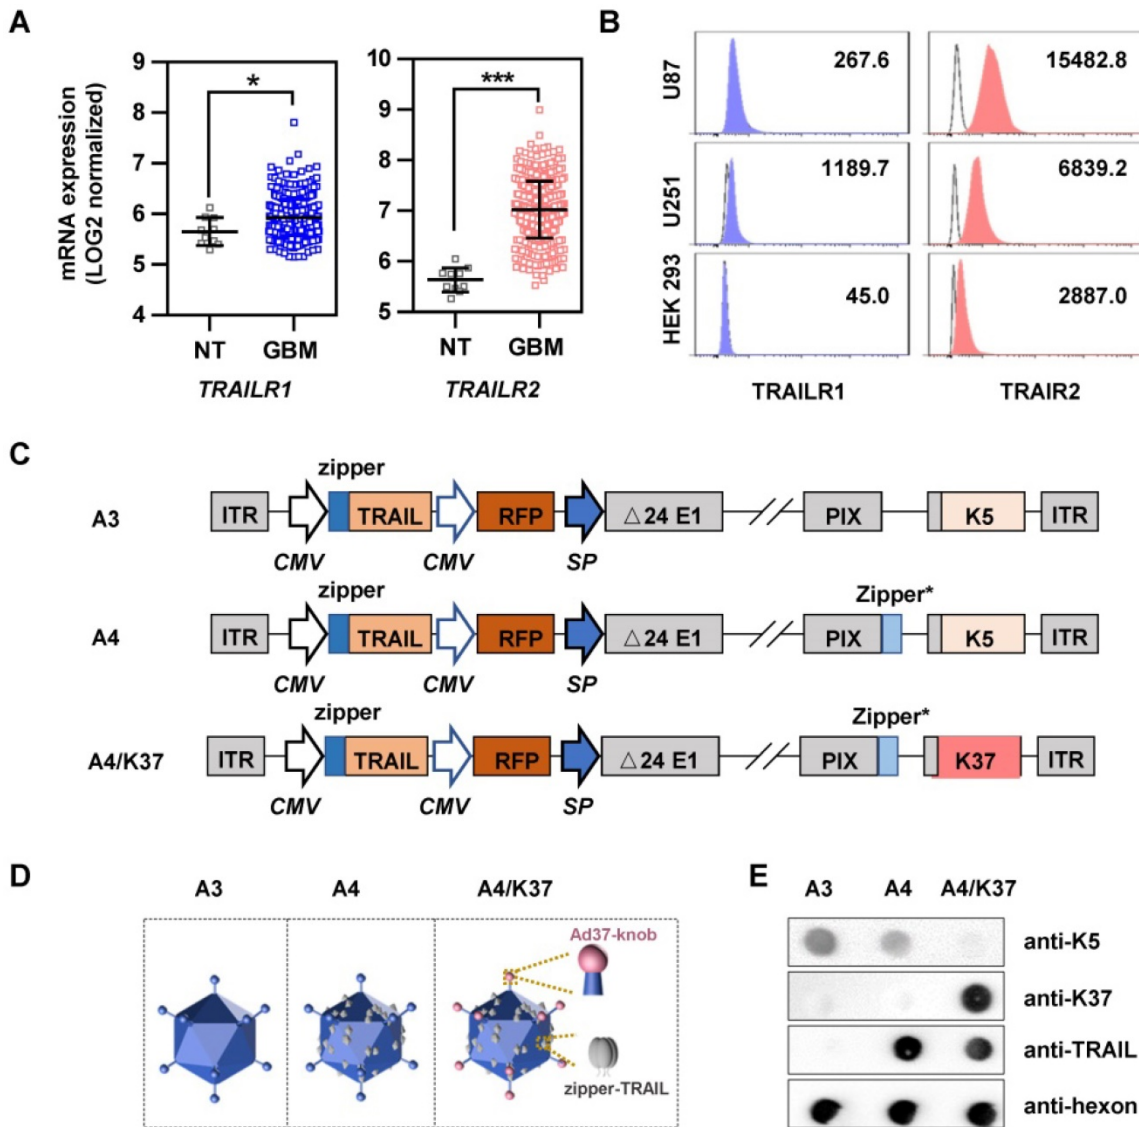 A
mRNA expression
(LOG2 normalized)
9
8
7
6
5
4
*
NT GBM
TRAILR1
10
9
8
7
6
5
***
NT GBM
TRAILR2
B
U87
267.6
15482.8
U251
1189.7
6839.2
HEK 293
45.0
2887.0
TRAILR1
TRAIR2
C
zipper
A3 ITR TRAIL RFP △24 E1 PIX K5 ITR
CMV CMV SP
zipper Zipper*
A4 ITR TRAIL RFP △24 E1 PIX K5 ITR
CMV CMV SP
zipper Zipper*
A4/K37 ITR TRAIL RFP △24 E1 PIX K37 ITR
CMV CMV SP
D
A3 A4 A4/K37
Ad37-knob
zipper-TRAIL
E
A3 A4 A4/K37
anti-K5
anti-K37
anti-TRAIL
anti-hexon